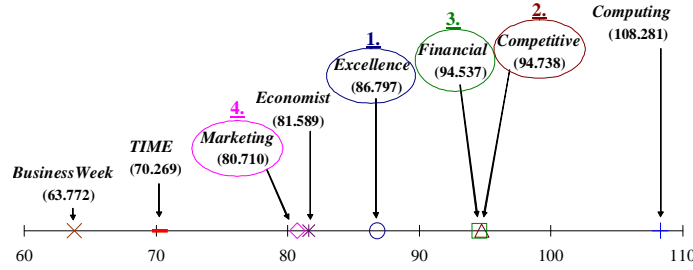 BusinessWeek
(63.772)
TIME
(70.269)
4.
Marketing
(80.710)
Economist
(81.589)
1.
Excellence
(86.797)
3.
Financial
(94.537)
2.
Competitive
(94.738)
Computing
(108.281)
60 70 80 90 100 110